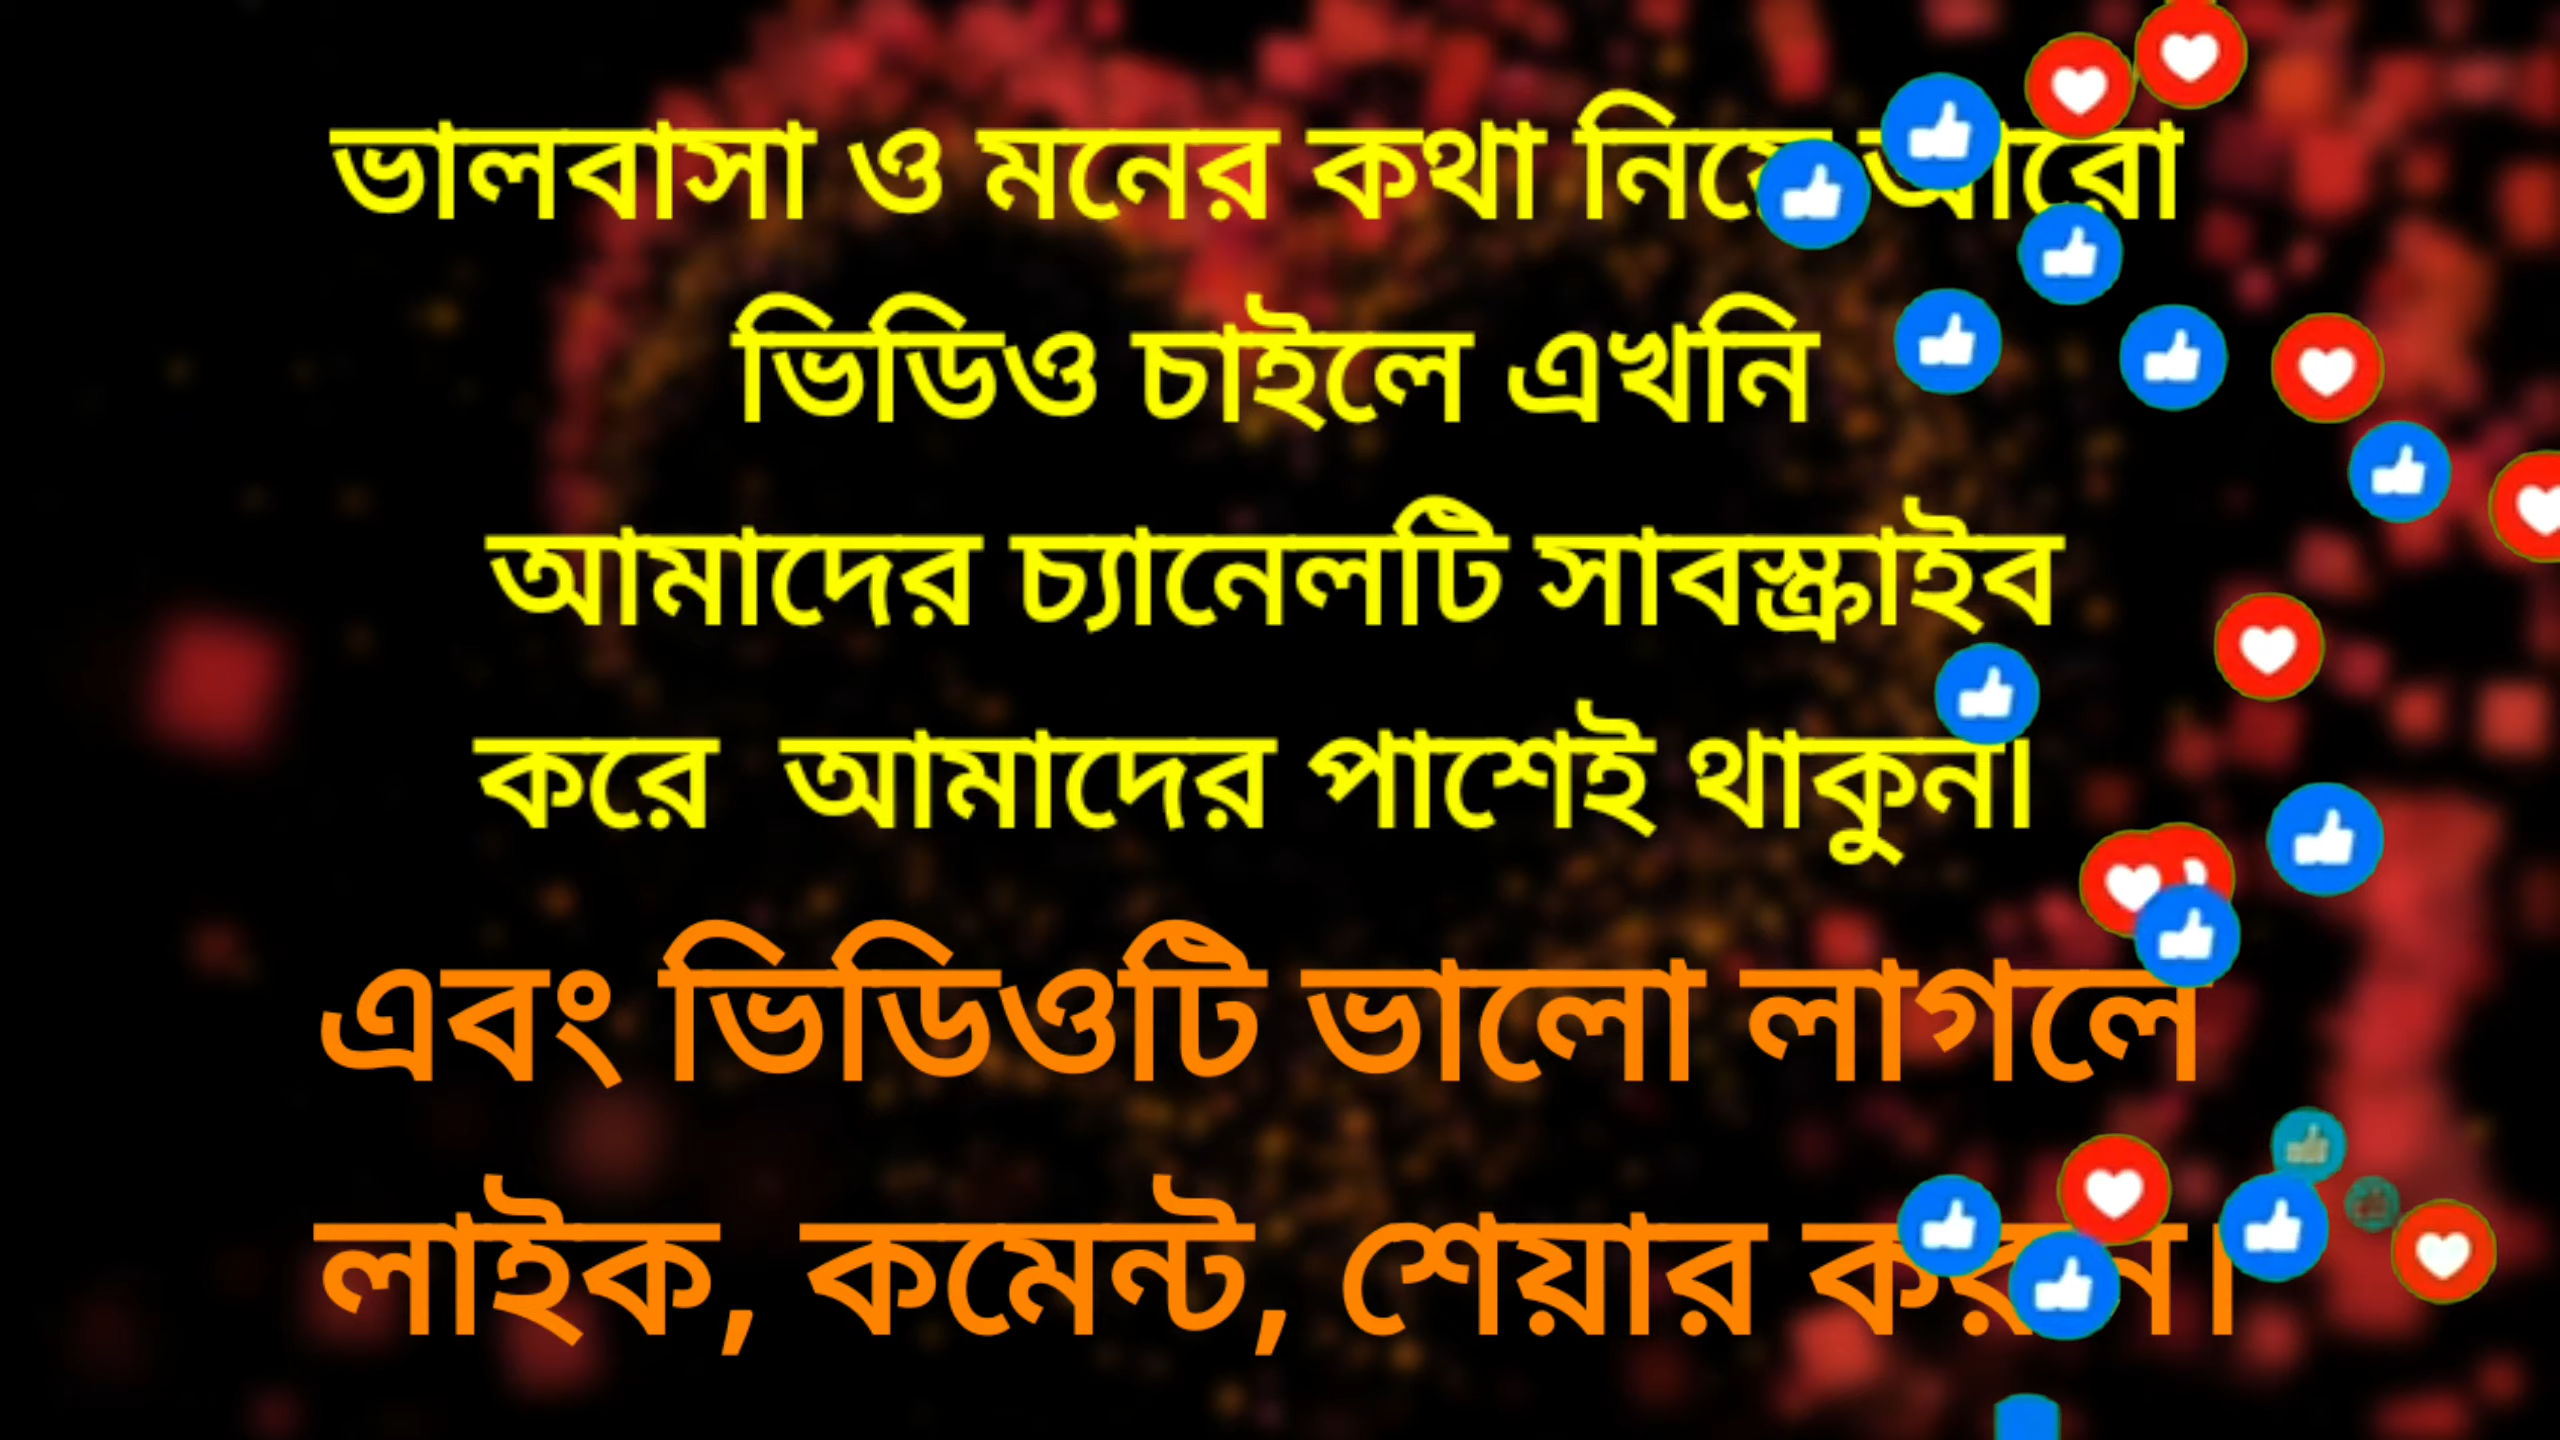 ভালবাসা ও মনের কথা নিয়ে আরো
ভিডিও চাইলে এখনি
আমাদের চ্যানেলটি সাবস্ক্রাইব
করে আমাদের পাশেই থাকুন।
এবং ভিডিওটি ভালো লাগলে
লাইক, কমেন্ট, শেয়ার করুন।